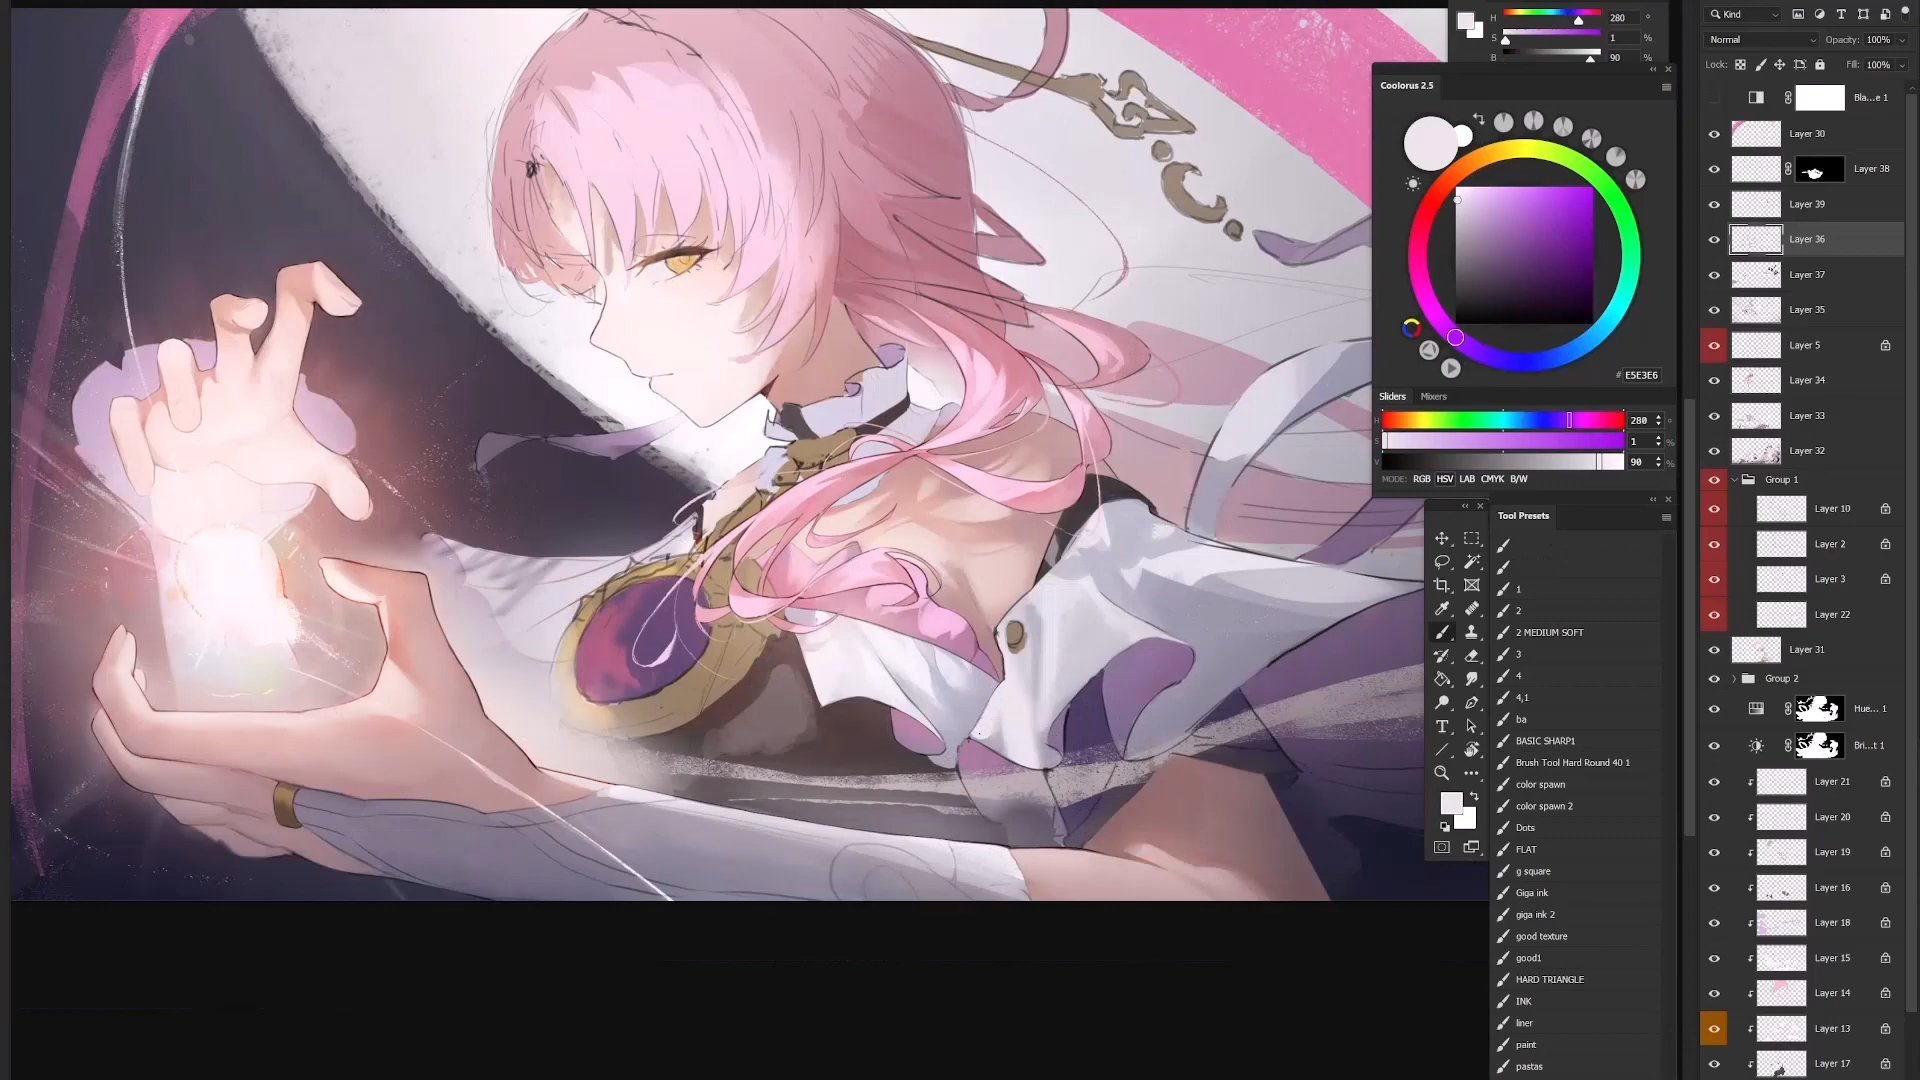 H 280 °
S 1 %
B 90 %
Coolorus 2.5
# E5E3E6
Sliders Mixers
H 280 °
S 1 %
V 90 %
MODE: RGB HSV LAB CMYK B/W
Tool Presets
1
2
2 MEDIUM SOFT
3
4
4,1
ba
BASIC SHARP1
Brush Tool Hard Round 40 1
color spawn
color spawn 2
Dots
FLAT
g square
Giga ink
giga ink 2
good texture
good1
HARD TRIANGLE
INK
liner
paint
pastas
Kind
Normal Opacity: 100%
Lock: Fill: 100%
Bla...e 1
Layer 30
Layer 38
Layer 39
Layer 36
Layer 37
Layer 35
Layer 5
Layer 34
Layer 33
Layer 32
Group 1
Layer 10
Layer 2
Layer 3
Layer 22
Layer 31
Group 2
Hue... 1
Bri...t 1
Layer 21
Layer 20
Layer 19
Layer 16
Layer 18
Layer 15
Layer 14
Layer 13
Layer 17